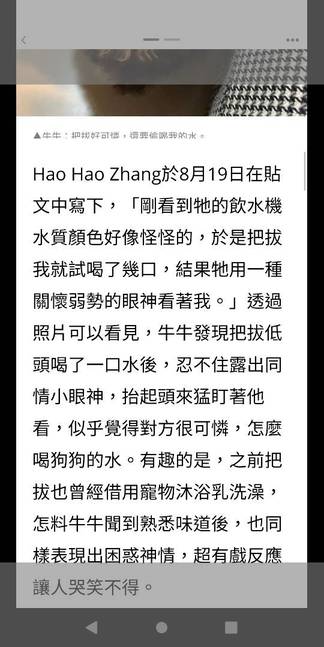 ▲牛牛：把拔好可憐，還要偷喝我的水。
Hao Hao Zhang於8月19日在貼
文中寫下，「剛看到牠的飲水機
水質顏色好像怪怪的，於是把拔
我就試喝了幾口，結果牠用一種
關懷弱勢的眼神看著我。」透過
照片可以看見，牛牛發現把拔低
頭喝了一口水後，忍不住露出同
情小眼神，抬起頭來猛盯著他
看，似乎覺得對方很可憐，怎麼
喝狗狗的水。有趣的是，之前把
拔也曾經借用寵物沐浴乳洗澡，
怎料牛牛聞到熟悉味道後，也同
樣表現出困惑神情，超有戲反應
讓人哭笑不得。